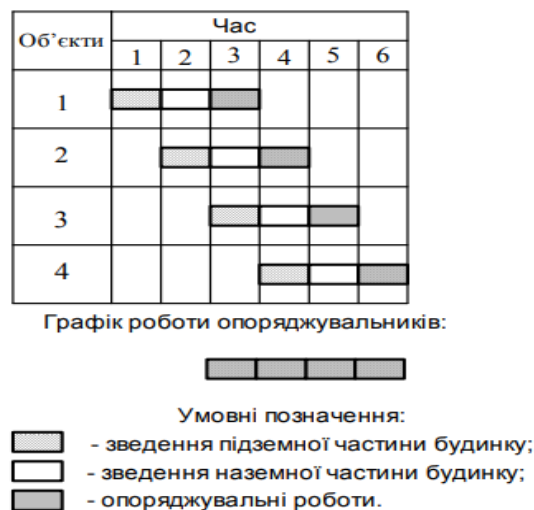 Час
Об’єкти
1 2 3 4 5 6
1
2
3
4
Графік роботи опоряджувальників:
Умовні позначення:
- зведення підземної частини будинку;
- зведення наземної частини будинку;
- опоряджувальні роботи.